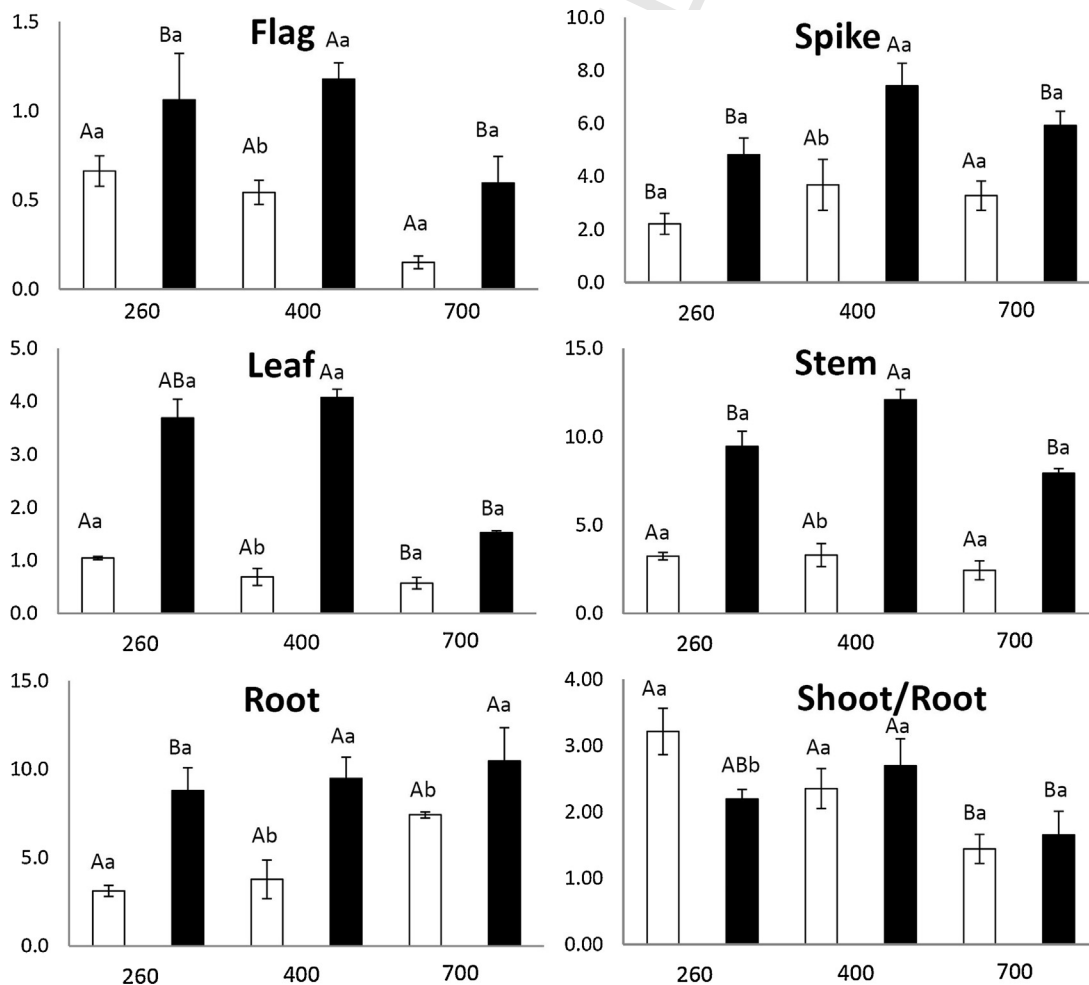 Flag
1.5
1.0
0.5
0.0
Aa
Ba
Ab
Aa
Aa
Ba
260
400
700
Spike
10.0
8.0
6.0
4.0
2.0
0.0
Ba
Ba
Ab
Aa
Aa
Ba
260
400
700
Leaf
5.0
4.0
3.0
2.0
1.0
0.0
Aa
ABa
Ab
Aa
Ba
Ba
260
400
700
Stem
15.0
10.0
5.0
0.0
Aa
Ba
Ab
Aa
Aa
Ba
260
400
700
Root
15.0
10.0
5.0
0.0
Aa
Ba
Ab
Aa
Ab
Aa
260
400
700
Shoot/Root
4.00
3.00
2.00
1.00
0.00
Aa
ABb
Aa
Aa
Ba
Ba
260
400
700